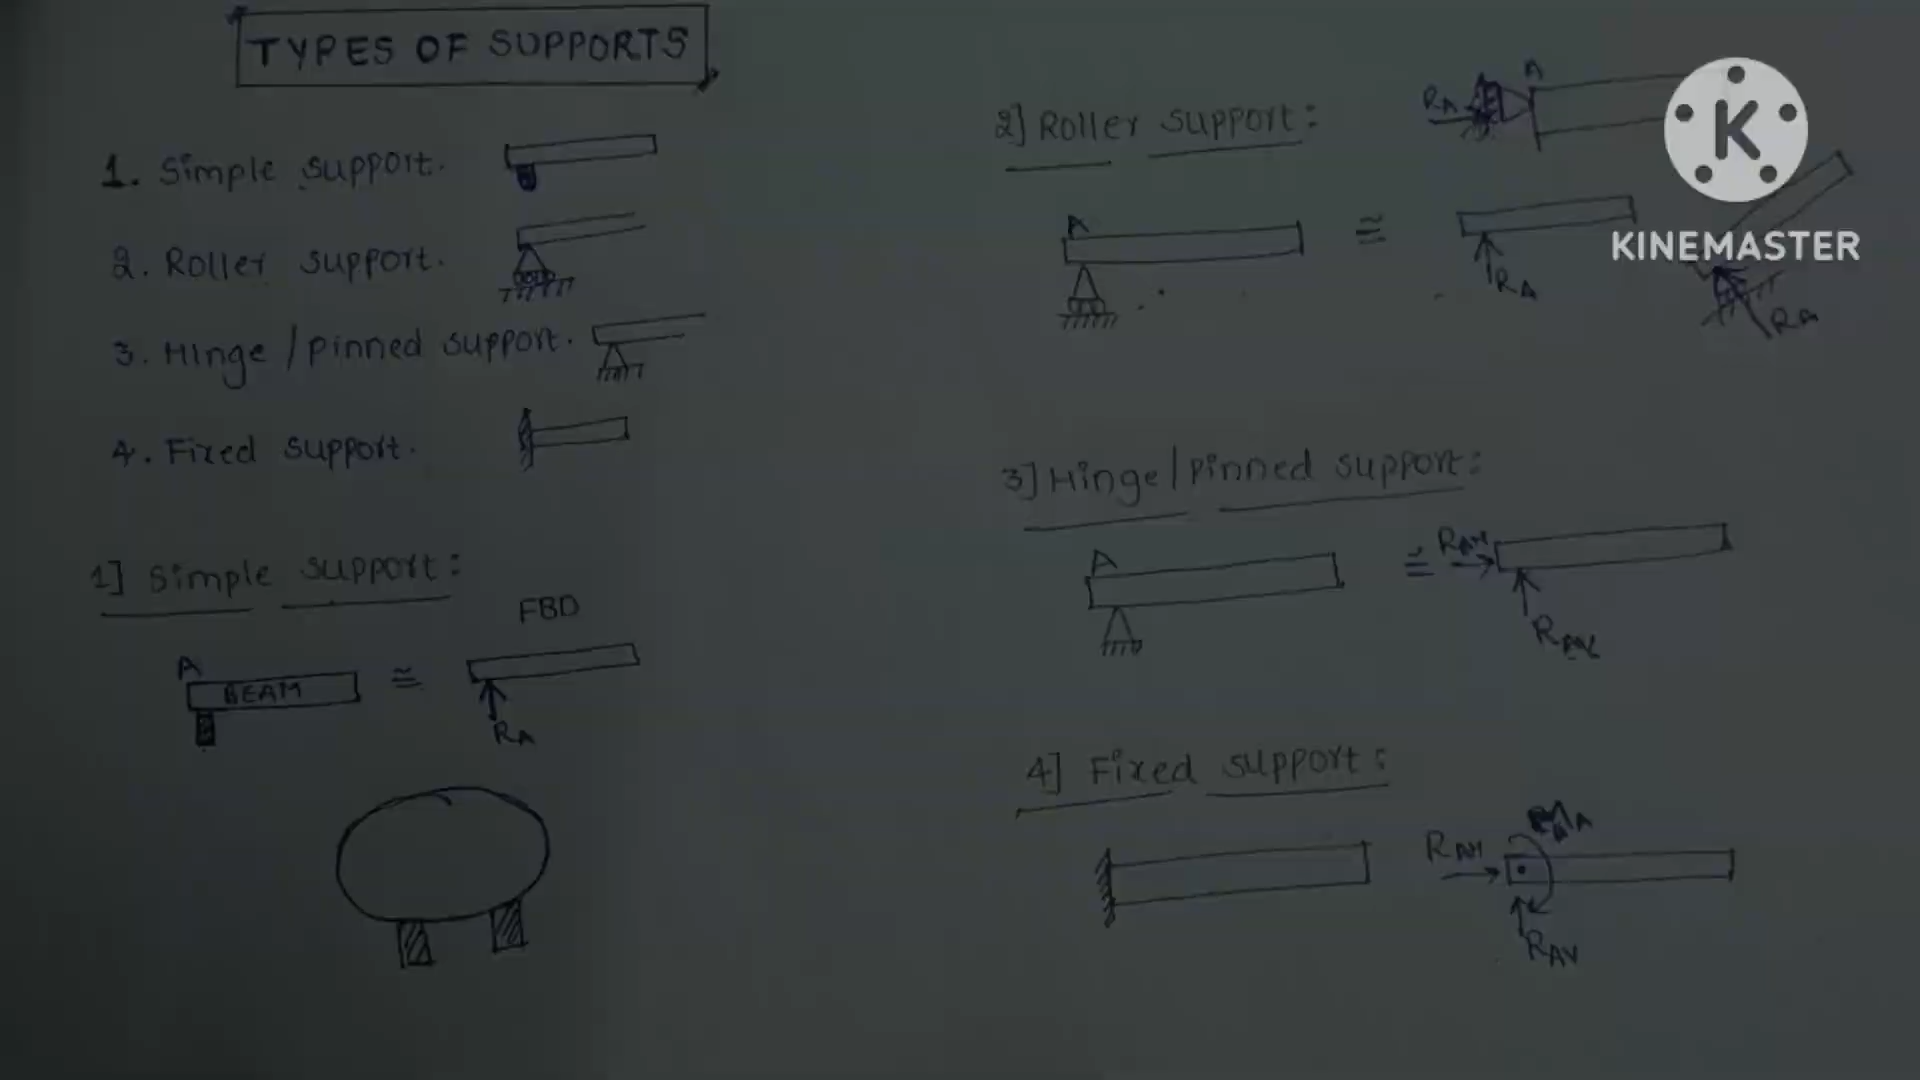 TYPES OF SUPPORTS
1. Simple support.
2. Roller support.
3. Hinge / pinned support.
4. Fixed support.
1] Simple support:
FBD
A
BEAM
≅
RA
2] Roller support:
RA
A
A
≅
RA
RA
3] Hinge / pinned support:
A
≅
RAH
RAV
4] Fixed support:
RAH
MA
RAV
K
KINEMASTER